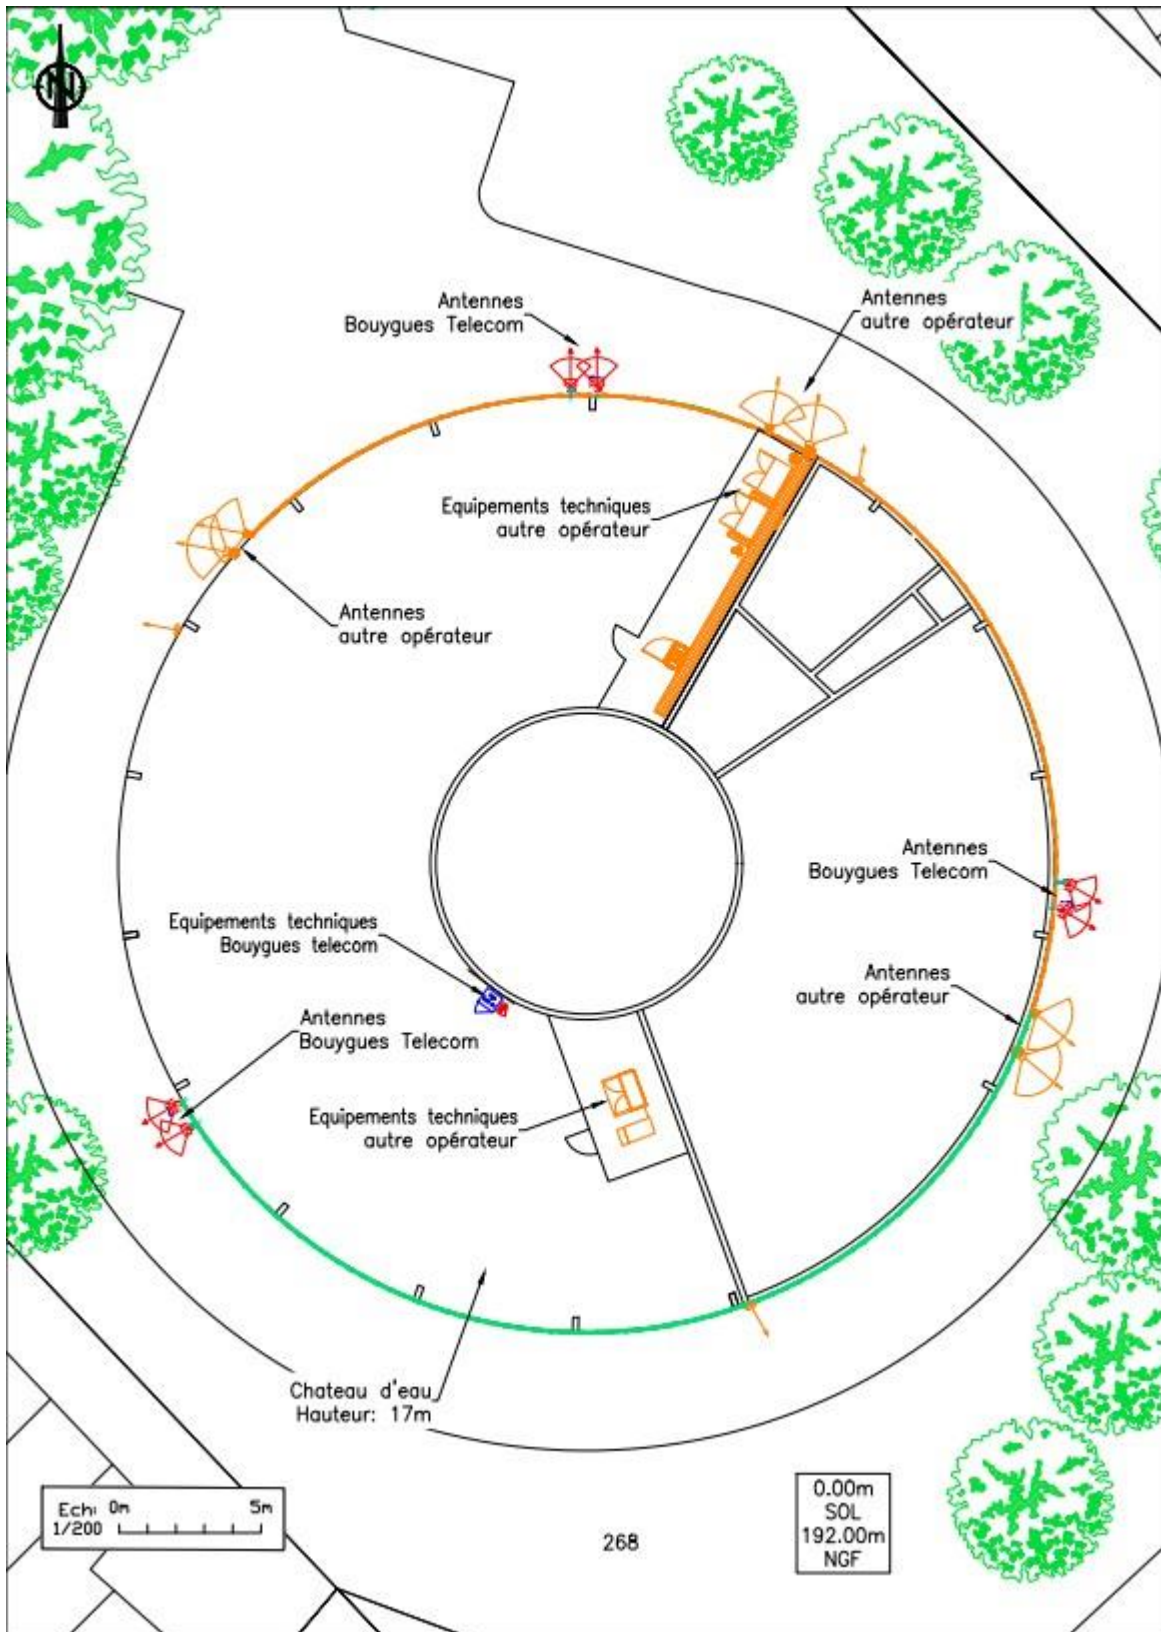 N
Antennes
Bouygues Telecom
Antennes
autre opérateur
Equipements techniques
autre opérateur
Antennes
autre opérateur
Antennes
Bouygues Telecom
Equipements techniques
Bouygues telecom
Antennes
autre opérateur
Antennes
Bouygues Telecom
Equipements techniques
autre opérateur
Chateau d'eau
Hauteur: 17m
Ech: 0m 5m
1/200
268
0.00m
SOL
192.00m
NGF